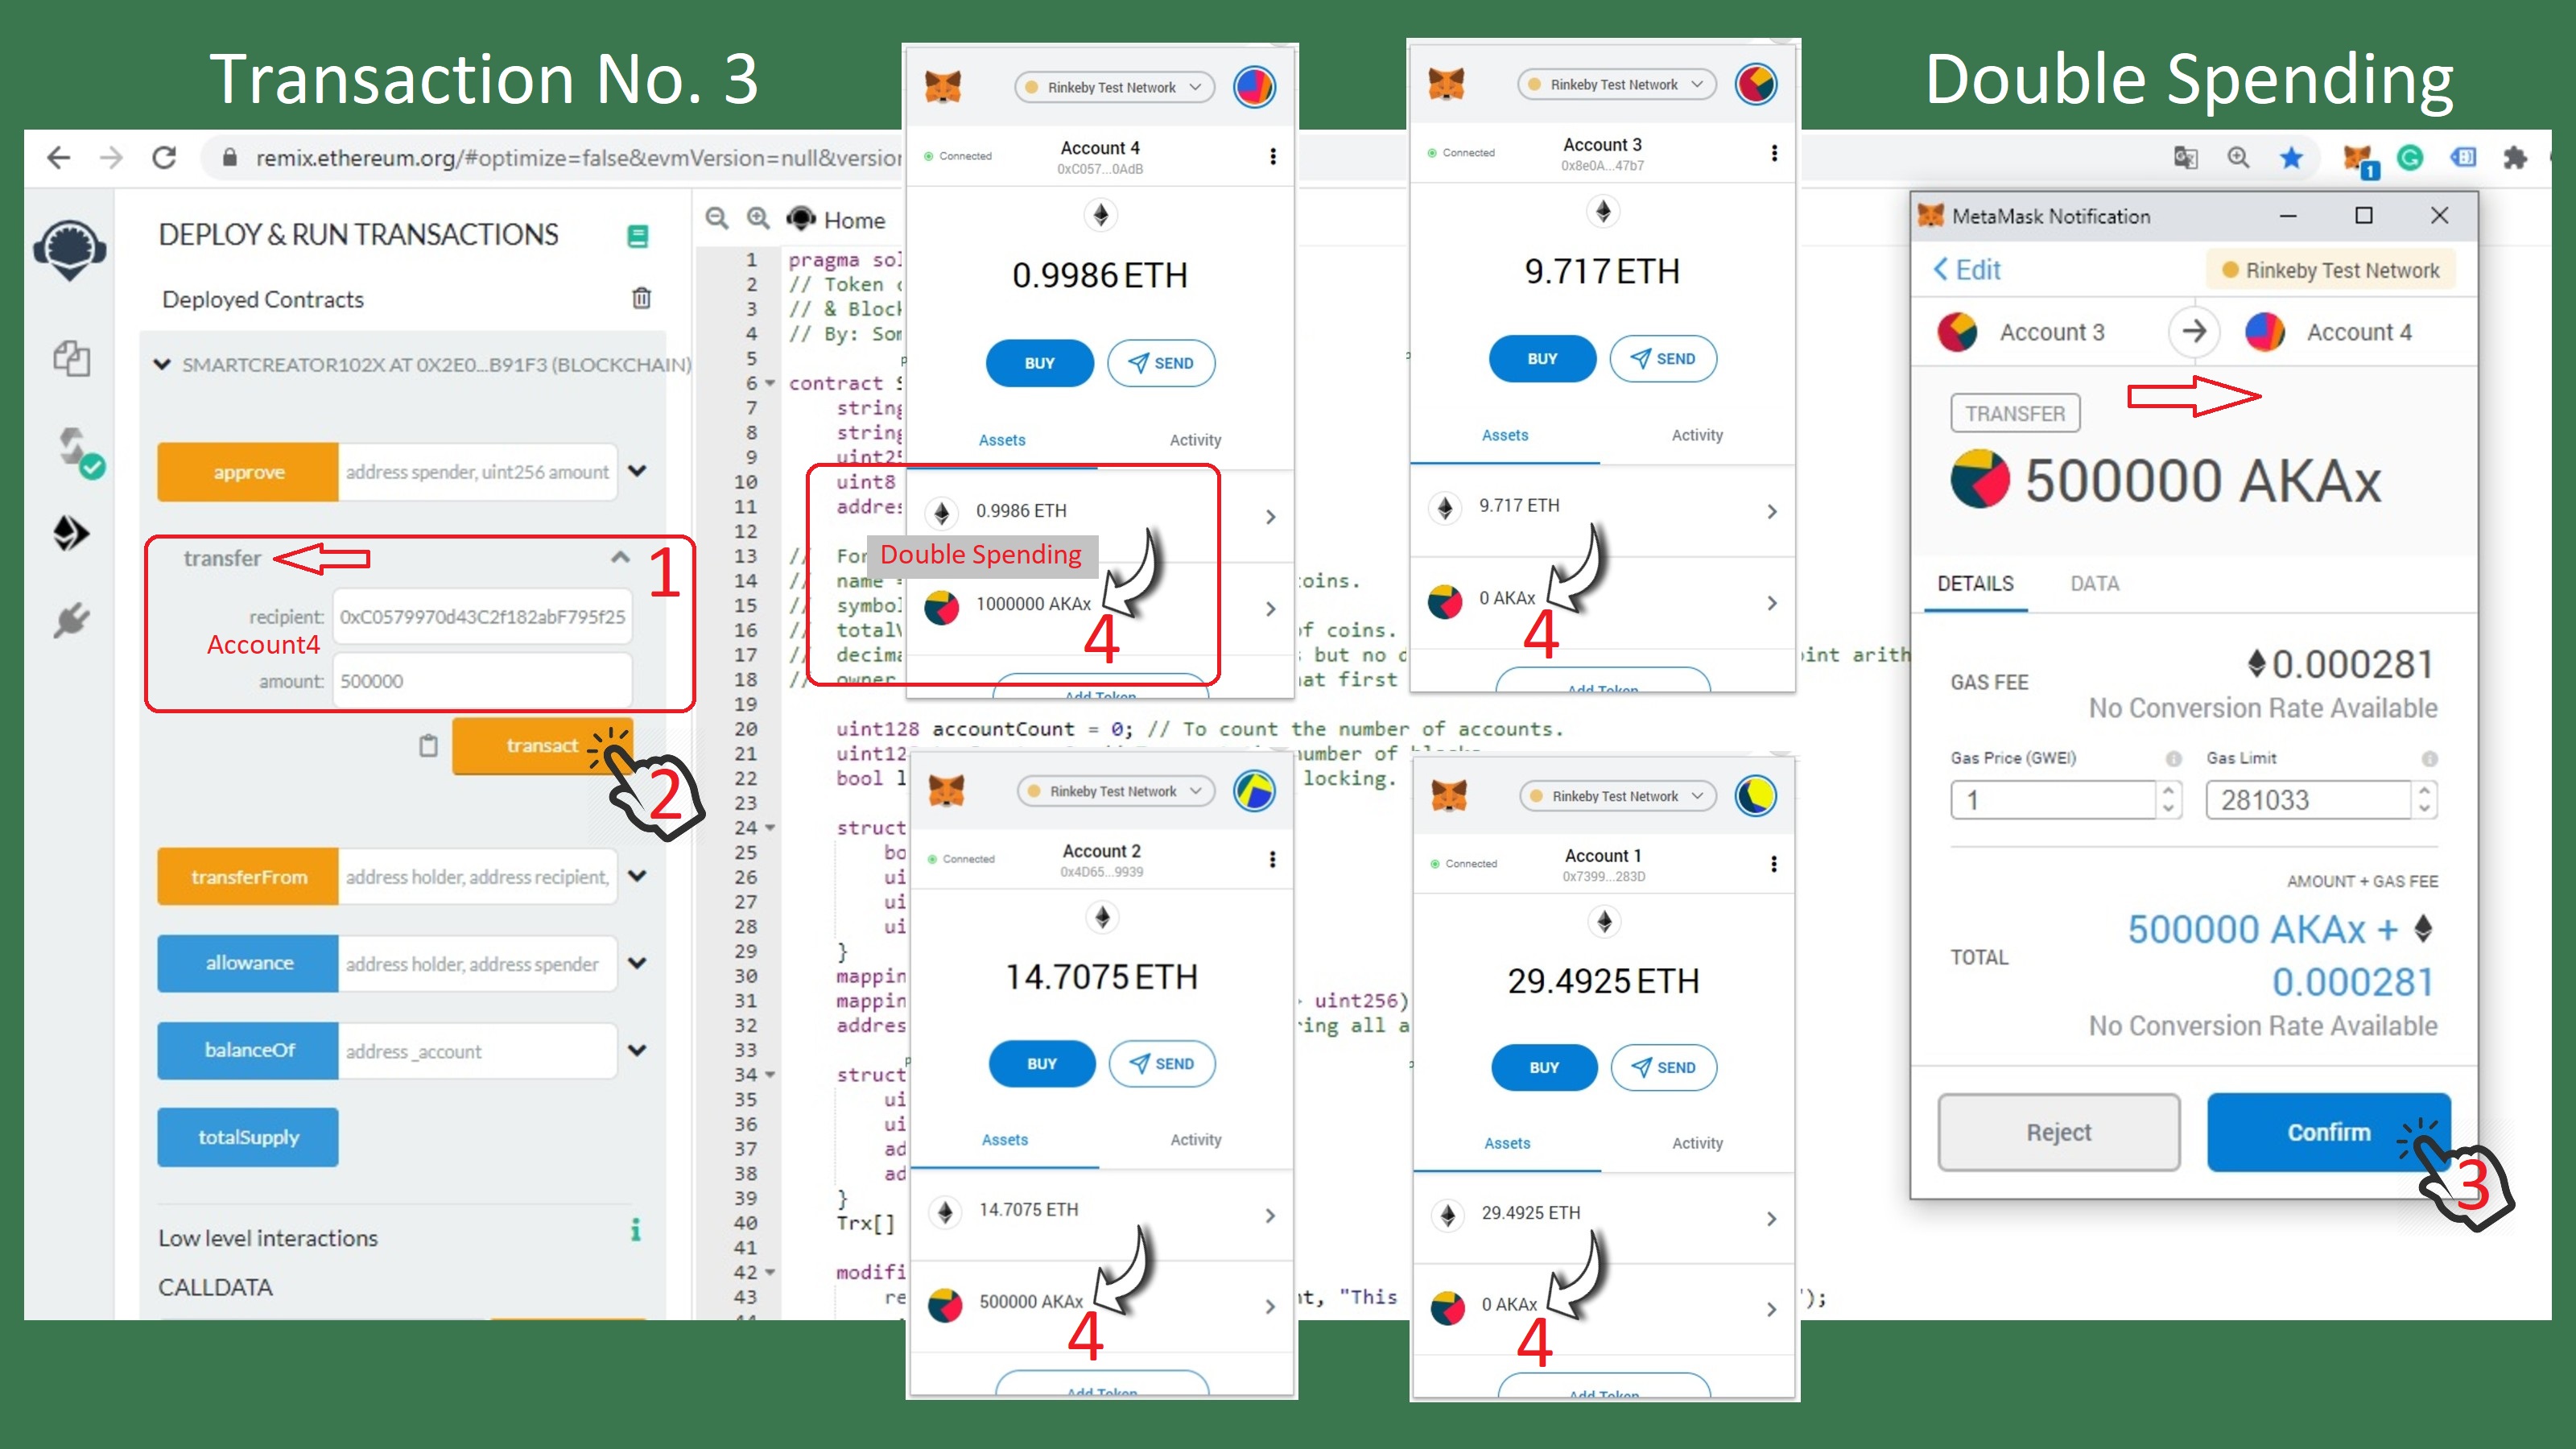 Transaction No. 3
Double Spending
remix.ethereum.org/#optimize=false&evmVersion=null&version
1
DEPLOY & RUN TRANSACTIONS
Deployed Contracts
SMARTCREATOR102X AT 0X2E0...B91F3 (BLOCKCHAIN)
approve
address spender, uint256 amount
transfer
1
recipient:
0xC0579970d43C2f182abF795f25
Account4
amount:
500000
transact
2
transferFrom
address holder, address recipient,
allowance
address holder, address spender
balanceOf
address _account
totalSupply
Low level interactions
i
CALLDATA
Home
1 pragma sol
2 // Token
3 // & Block
4 // By: Som
5
6 contract S
7 string
8 string
9 uint25
10 uint8
11 addres
12
13 // For
14 // name = coins.
15 // symbol
16 // totalV of coins.
17 // decima s but no d int arith
18 // owner hat first
19
20 uint128 accountCount = 0; // To count the number of accounts.
21 uint12 number of blocks
22 bool l locking.
23
24 struct
25 bo
26 ui
27 ui
28 ui
29 }
30 mappin
31 mappin uint256)
32 addres ring all a
33
34 struct
35 ui
36 ui
37 ad
38 ad
39 }
40 Trx[]
41
42 modifi
43 re nt, "This ");
44
Rinkeby Test Network
Connected
Account 4
0xC057...0AdB
0.9986 ETH
BUY
SEND
Assets
Activity
0.9986 ETH
Double Spending
1000000 AKAx
4
Add Token
Rinkeby Test Network
Connected
Account 3
0x8e0A...47b7
9.717 ETH
BUY
SEND
Assets
Activity
9.717 ETH
0 AKAx
4
Add Token
Rinkeby Test Network
Connected
Account 2
0x4D65...9939
14.7075 ETH
BUY
SEND
Assets
Activity
14.7075 ETH
500000 AKAx
4
Add Token
Rinkeby Test Network
Connected
Account 1
0x7399...283D
29.4925 ETH
BUY
SEND
Assets
Activity
29.4925 ETH
0 AKAx
4
Add Token
MetaMask Notification
Edit
Rinkeby Test Network
Account 3
Account 4
TRANSFER
500000 AKAx
DETAILS
DATA
GAS FEE
0.000281
No Conversion Rate Available
Gas Price (GWEI)
Gas Limit
1
281033
AMOUNT + GAS FEE
TOTAL
500000 AKAx +
0.000281
No Conversion Rate Available
Reject
Confirm
3